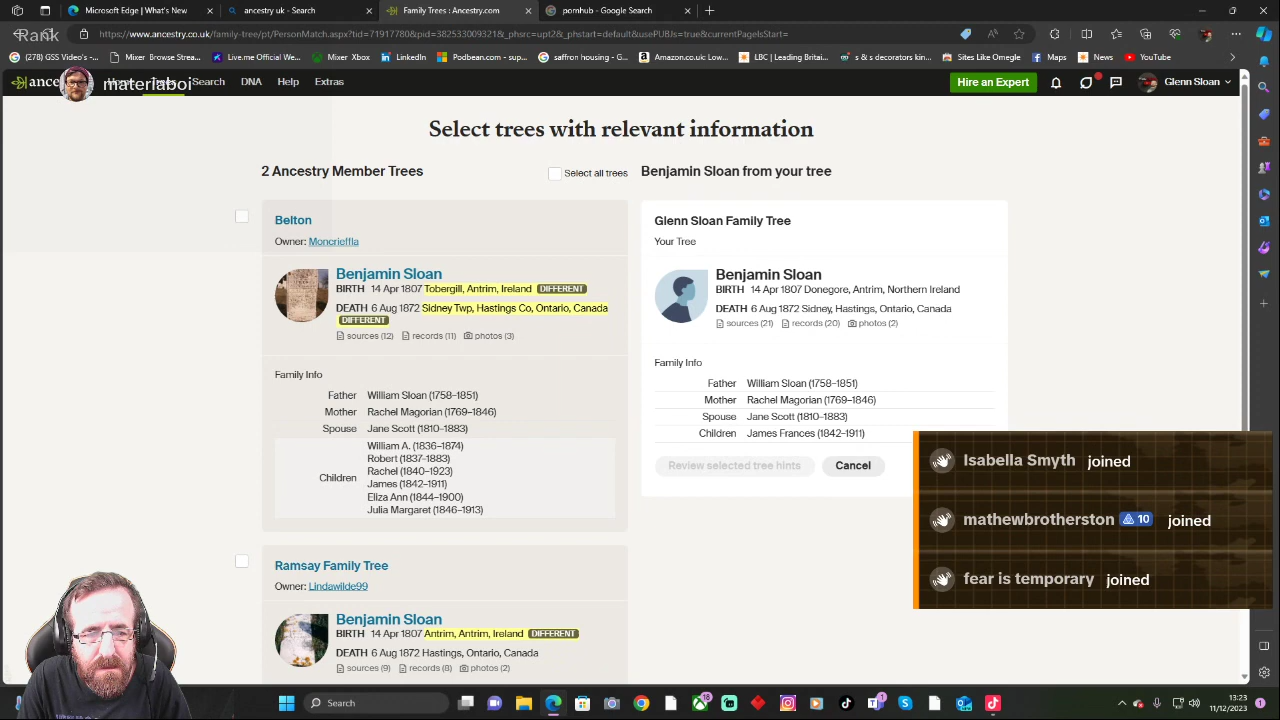 Microsoft Edge | What's New
ancestry uk - Search
Family Trees : Ancestry.com
pornhub - Google Search
https://www.ancestry.co.uk/family-tree/pt/PersonMatch.aspx?tid=71917780&pid=382533009321&_phsrc=upt2&_phstart=default&usePUBJs=true&currentPageIsStart=
Rank
(278) GSS Videos -...
Mixer Browse Strea...
Live.me Official We...
Mixer Xbox
LinkedIn
Podbean.com - sup...
saffron housing - G...
Amazon.co.uk: Low...
LBC | Leading Britai...
s & s decorators kin...
Sites Like Omegle
Maps
News
YouTube
materialboi
Search
DNA
Help
Extras
Hire an Expert
Glenn Sloan
Select trees with relevant information
2 Ancestry Member Trees
Select all trees
Benjamin Sloan from your tree
Belton
Owner: Moncrieffla
Benjamin Sloan
BIRTH 14 Apr 1807 Tobergill, Antrim, Ireland DIFFERENT
DEATH 6 Aug 1872 Sidney Twp, Hastings Co, Ontario, Canada
DIFFERENT
sources (12) records (11) photos (3)
Family Info
Father William Sloan (1758–1851)
Mother Rachel Magorian (1769–1846)
Spouse Jane Scott (1810–1883)
William A. (1836–1874)
Robert (1837–1883)
Rachel (1840–1923)
Children James (1842–1911)
Eliza Ann (1844–1900)
Julia Margaret (1846–1913)
Ramsay Family Tree
Owner: Lindawilde99
Benjamin Sloan
BIRTH 14 Apr 1807 Antrim, Antrim, Ireland DIFFERENT
DEATH 6 Aug 1872 Hastings, Ontario, Canada
sources (9) records (8) photos (2)
Glenn Sloan Family Tree
Your Tree
Benjamin Sloan
BIRTH 14 Apr 1807 Donegore, Antrim, Northern Ireland
DEATH 6 Aug 1872 Sidney, Hastings, Ontario, Canada
sources (21) records (20) photos (2)
Family Info
Father William Sloan (1758–1851)
Mother Rachel Magorian (1769–1846)
Spouse Jane Scott (1810–1883)
Children James Frances (1842–1911)
Review selected tree hints
Cancel
Isabella Smyth joined
mathewbrotherston 10 joined
fear is temporary joined
Search
18
1
13:23
11/12/2023